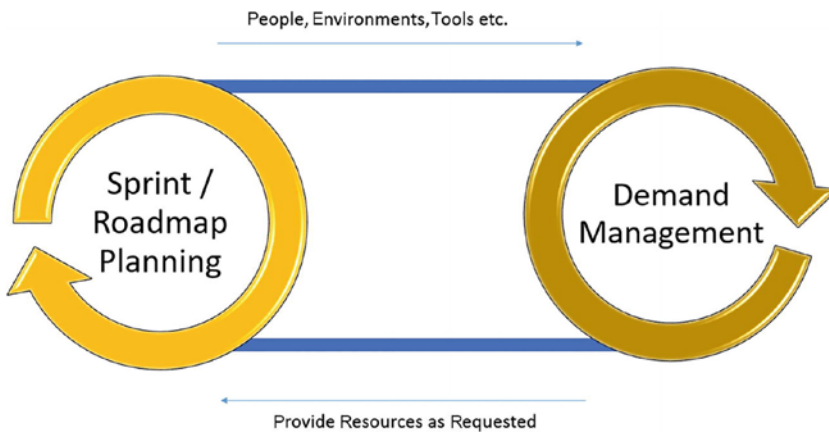 People, Environments, Tools etc.
Sprint /
Roadmap
Planning
Demand
Management
Provide Resources as Requested